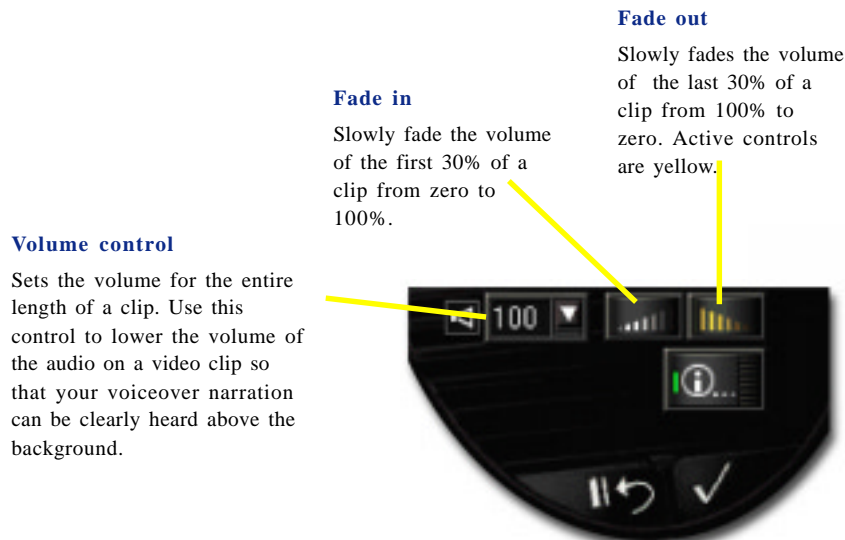 Fade out
Slowly fades the volume
of the last 30% of a
clip from 100% to
zero. Active controls
are yellow.
Fade in
Slowly fade the volume
of the first 30% of a
clip from zero to
100%.
Volume control
Sets the volume for the entire
length of a clip. Use this
control to lower the volume of
the audio on a video clip so
that your voiceover narration
can be clearly heard above the
background.
100
i...